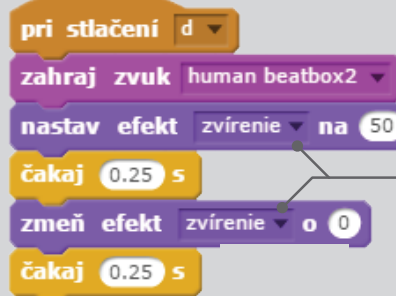 pri stlačení d
zahraj zvuk human beatbox2
nastav efekt zvírenie na 50
čakaj 0.25 s
zmeň efekt zvírenie o 0
čakaj 0.25 s